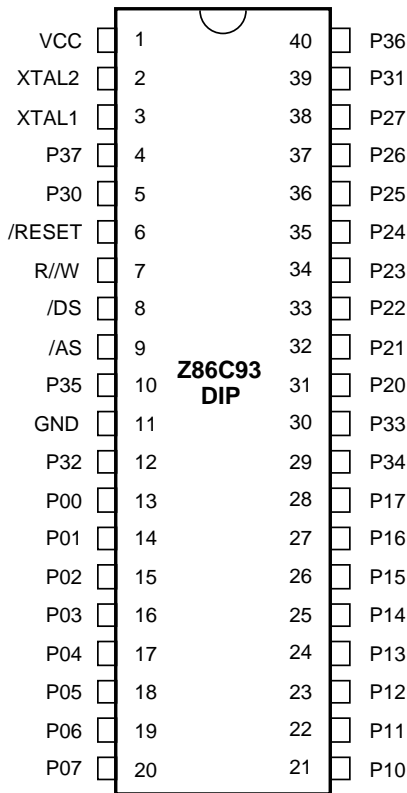 VCC 1 40 P36
XTAL2 2 39 P31
XTAL1 3 38 P27
P37 4 37 P26
P30 5 36 P25
/RESET 6 35 P24
R//W 7 34 P23
/DS 8 33 P22
/AS 9 32 P21
Z86C93
P35 10 31 P20
DIP
GND 11 30 P33
P32 12 29 P34
P00 13 28 P17
P01 14 27 P16
P02 15 26 P15
P03 16 25 P14
P04 17 24 P13
P05 18 23 P12
P06 19 22 P11
P07 20 21 P10